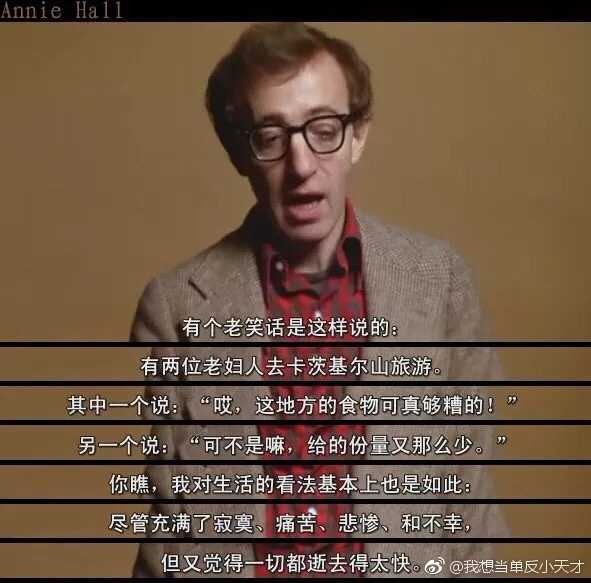 Annie Hall
有个老笑话是这样说的：
有两位老妇人去卡茨基尔山旅游。
其中一个说：“哎，这地方的食物可真够糟的！”
另一个说：“可不是嘛，给的份量又那么少。”
你瞧，我对生活的看法基本上也是如此：
尽管充满了寂寞、痛苦、悲惨、和不幸，
但又觉得一切都逝去得太快。
@我想当单反小天才